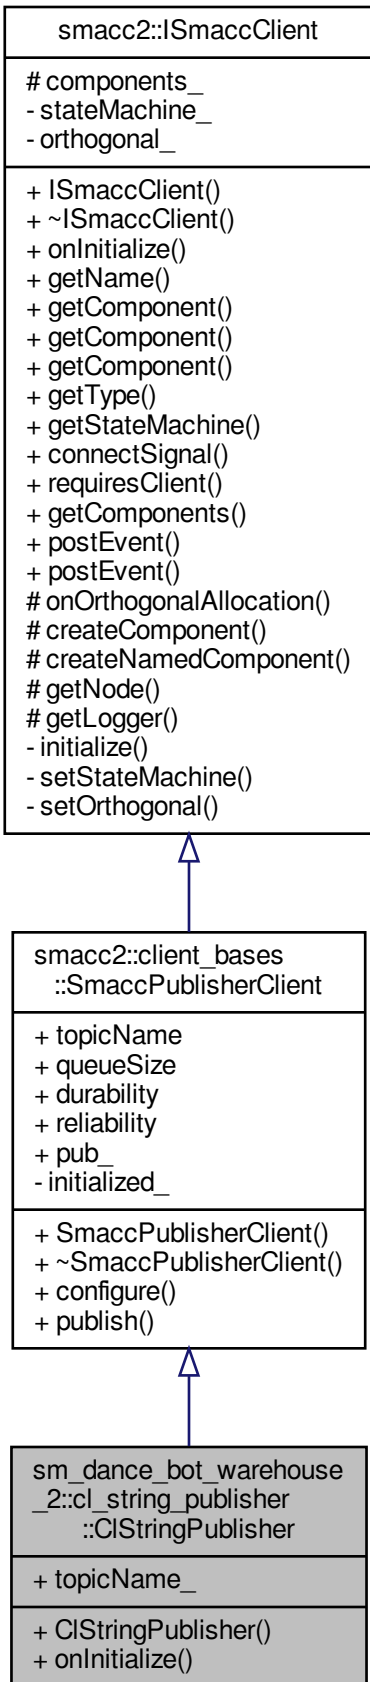 smacc2::ISmaccClient
# components_
- stateMachine_
- orthogonal_
+ ISmaccClient()
+ ~ISmaccClient()
+ onInitialize()
+ getName()
+ getComponent()
+ getComponent()
+ getComponent()
+ getType()
+ getStateMachine()
+ connectSignal()
+ requiresClient()
+ getComponents()
+ postEvent()
+ postEvent()
# onOrthogonalAllocation()
# createComponent()
# createNamedComponent()
# getNode()
# getLogger()
- initialize()
- setStateMachine()
- setOrthogonal()
smacc2::client_bases
::SmaccPublisherClient
+ topicName
+ queueSize
+ durability
+ reliability
+ pub_
- initialized_
+ SmaccPublisherClient()
+ ~SmaccPublisherClient()
+ configure()
+ publish()
sm_dance_bot_warehouse
_2::cl_string_publisher
::ClStringPublisher
+ topicName_
+ ClStringPublisher()
+ onInitialize()